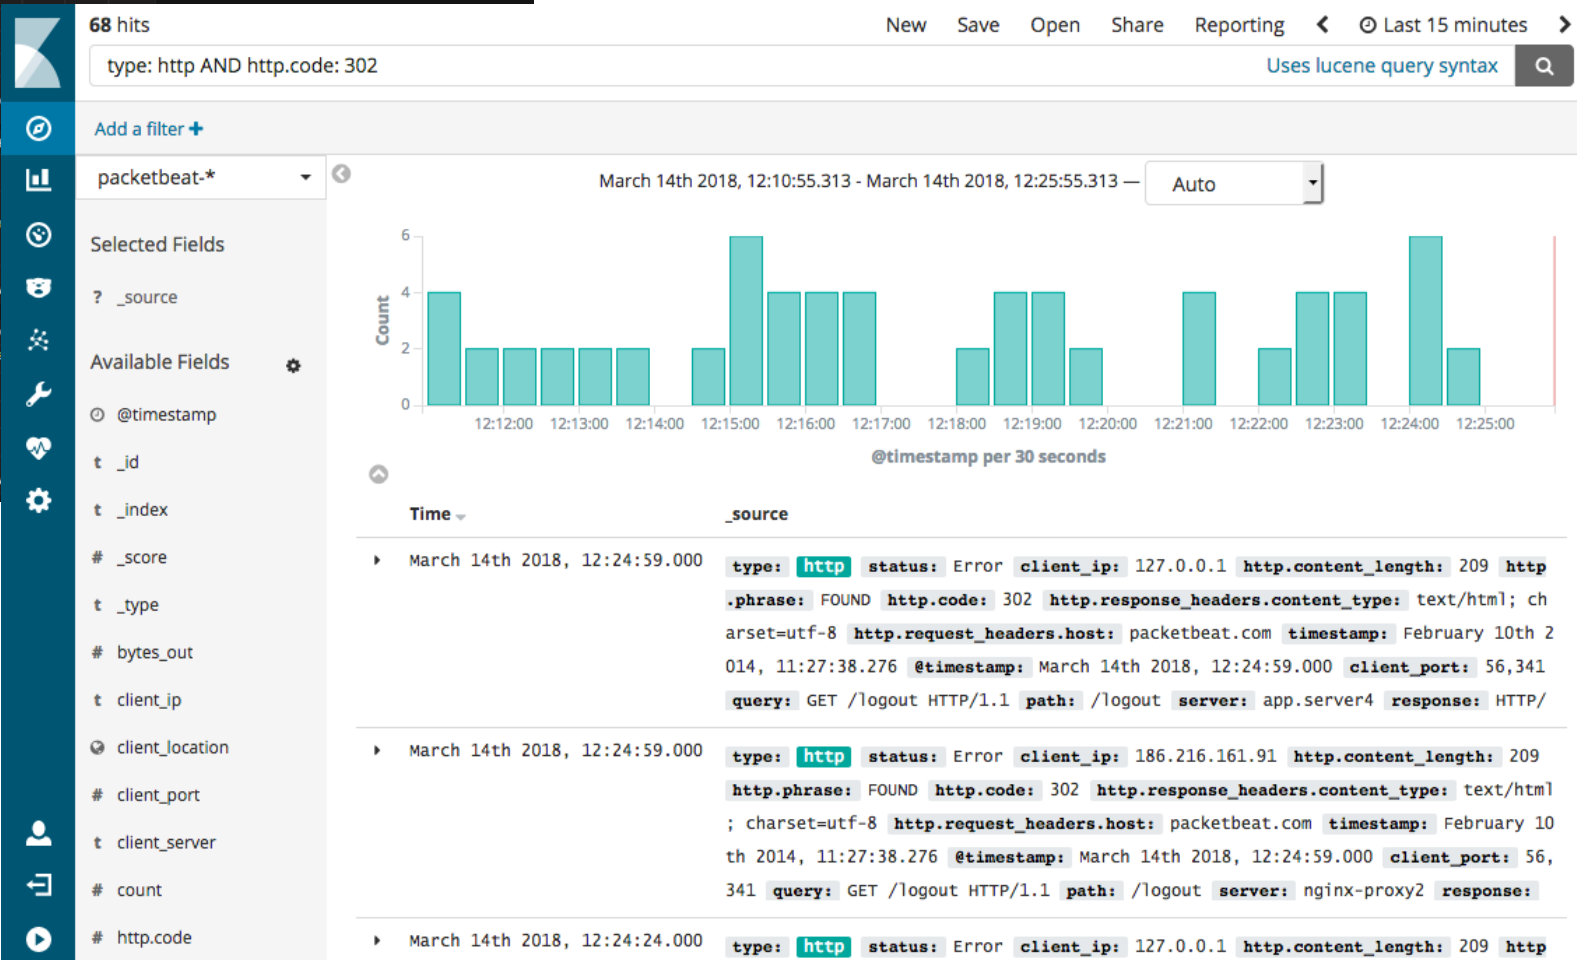 68 hits
New Save Open Share Reporting Last 15 minutes
type: http AND http.code: 302
Uses lucene query syntax
Add a filter +
packetbeat-*
March 14th 2018, 12:10:55.313 - March 14th 2018, 12:25:55.313 —
Auto
Selected Fields
? _source
Available Fields
@timestamp
t _id
t _index
# _score
t _type
# bytes_out
t client_ip
client_location
# client_port
t client_server
# count
# http.code
Count
6
4
2
0
12:12:00 12:13:00 12:14:00 12:15:00 12:16:00 12:17:00 12:18:00 12:19:00 12:20:00 12:21:00 12:22:00 12:23:00 12:24:00 12:25:00
@timestamp per 30 seconds
Time _source
March 14th 2018, 12:24:59.000
type: http status: Error client_ip: 127.0.0.1 http.content_length: 209 http
.phrase: FOUND http.code: 302 http.response_headers.content_type: text/html; ch
arset=utf-8 http.request_headers.host: packetbeat.com timestamp: February 10th 2
014, 11:27:38.276 @timestamp: March 14th 2018, 12:24:59.000 client_port: 56,341
query: GET /logout HTTP/1.1 path: /logout server: app.server4 response: HTTP/
March 14th 2018, 12:24:59.000
type: http status: Error client_ip: 186.216.161.91 http.content_length: 209
http.phrase: FOUND http.code: 302 http.response_headers.content_type: text/html
; charset=utf-8 http.request_headers.host: packetbeat.com timestamp: February 10
th 2014, 11:27:38.276 @timestamp: March 14th 2018, 12:24:59.000 client_port: 56,
341 query: GET /logout HTTP/1.1 path: /logout server: nginx-proxy2 response:
March 14th 2018, 12:24:24.000
type: http status: Error client_ip: 127.0.0.1 http.content_length: 209 http